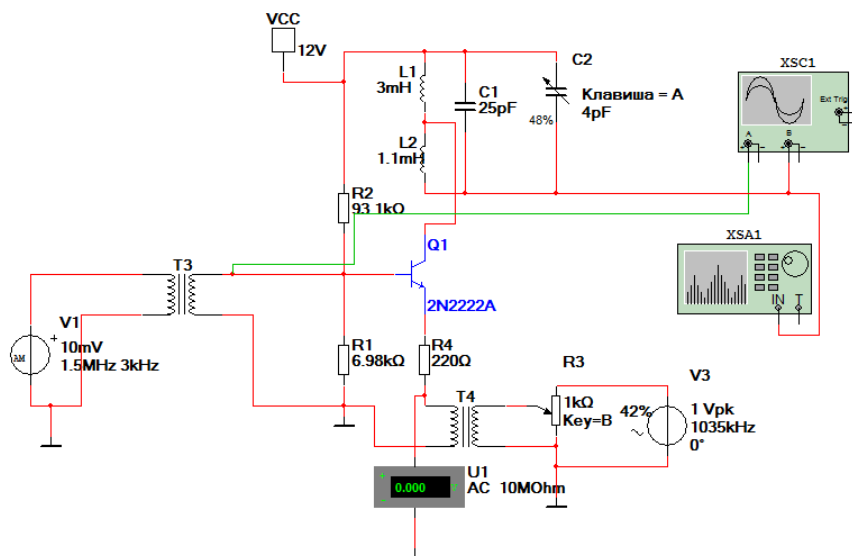 VCC
12V
L1
3mH
C1
25pF
C2
Клавиша = A
4pF
48%
XSC1
Ext Trig
A
B
L2
1.1mH
R2
93.1kΩ
Q1
2N2222A
XSA1
IN T
T3
V1
AM
10mV
1.5MHz 3kHz
R1
6.98kΩ
R4
220Ω
T4
R3
1kΩ
Key=B
42%
V3
1 Vpk
1035kHz
0°
U1
0.000 V
AC 10MOhm